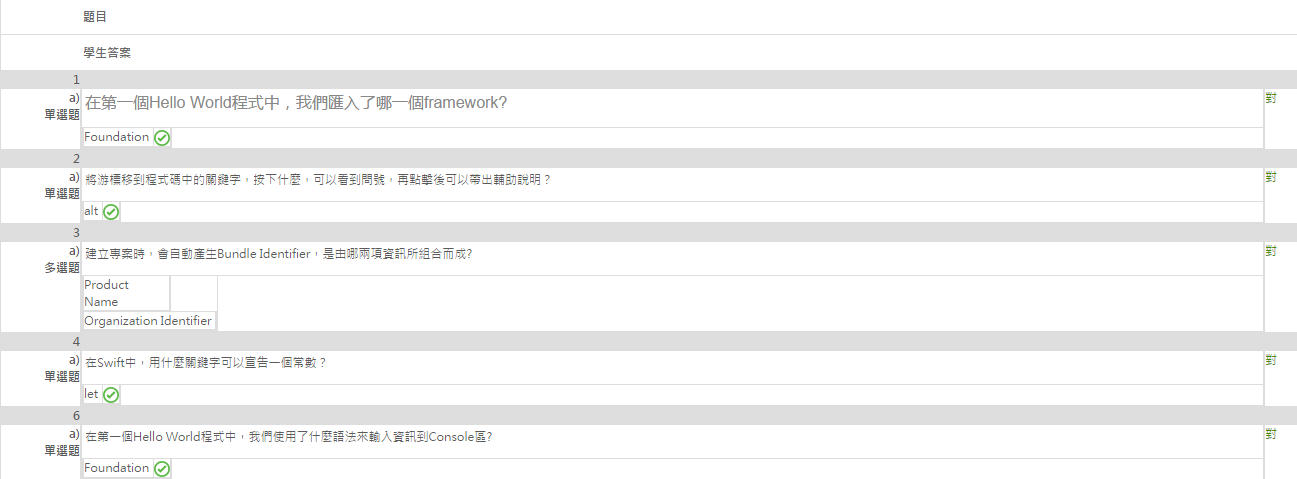 題目
學生答案
1
a)
單選題
在第一個Hello World程式中，我們匯入了哪一個framework?
對
Foundation
2
a)
單選題
將游標移到程式碼中的關鍵字，按下什麼，可以看到問號，再點擊後可以帶出輔助說明？
對
alt
3
a)
多選題
建立專案時，會自動產生Bundle Identifier，是由哪兩項資訊所組合而成?
對
Product
Name
Organization Identifier
4
a)
單選題
在Swift中，用什麼關鍵字可以宣告一個常數？
對
let
6
a)
單選題
在第一個Hello World程式中，我們使用了什麼語法來輸入資訊到Console區?
對
Foundation